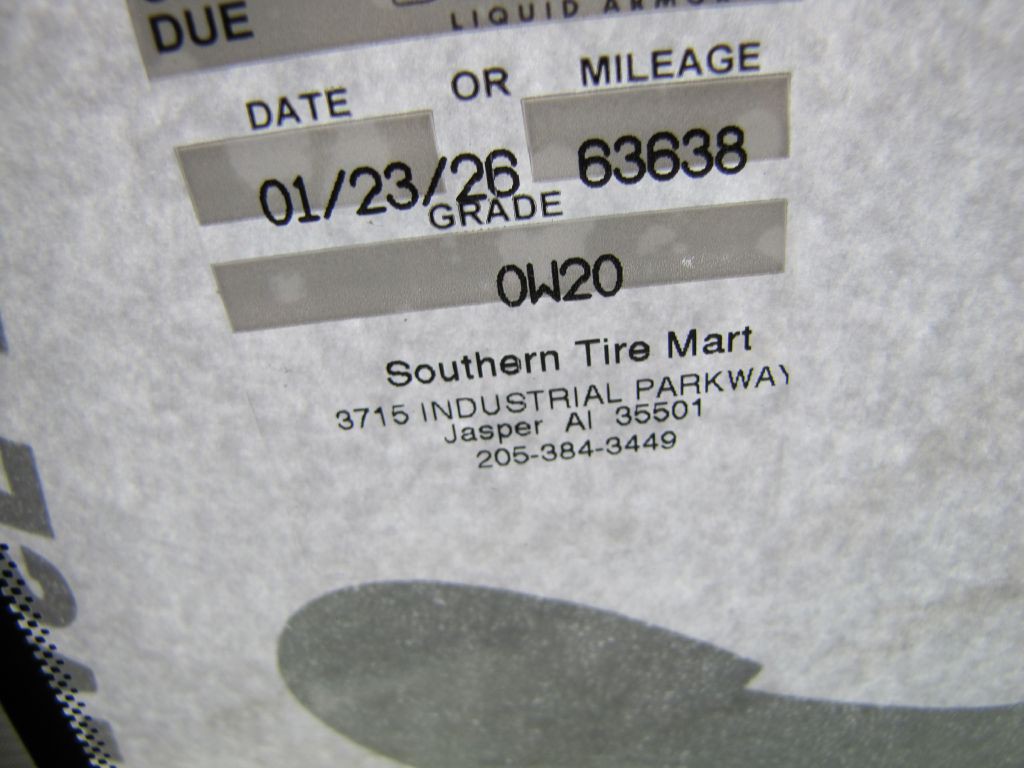 DUE
LIQUID ARMOR
DATE OR MILEAGE
01/23/26 63638
GRADE
0W20
Southern Tire Mart
3715 INDUSTRIAL PARKWAY
Jasper Al 35501
205-384-3449